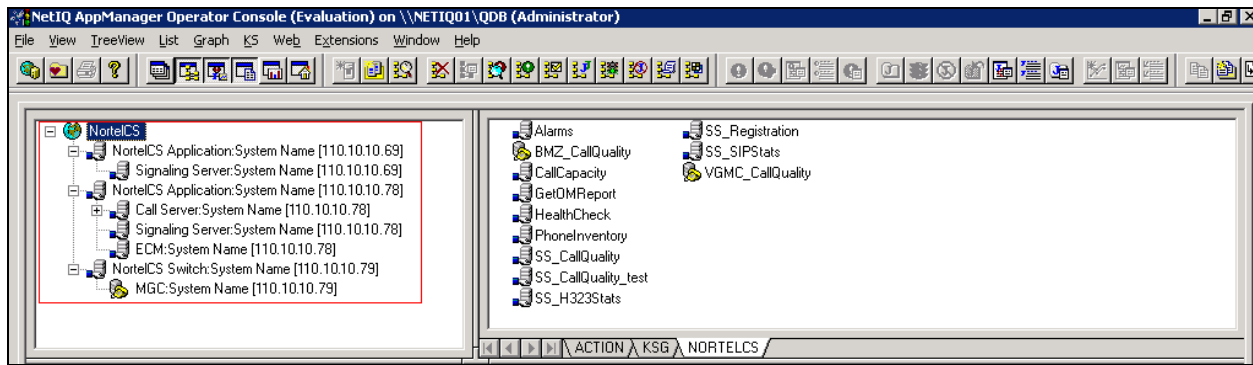 NetIQ AppManager Operator Console (Evaluation) on \\NETIQ01\QDB (Administrator)
File View TreeView List Graph KS Web Extensions Window Help
NortelCS
NortelCS Application:System Name [110.10.10.69]
Signaling Server:System Name [110.10.10.69]
NortelCS Application:System Name [110.10.10.78]
Call Server:System Name [110.10.10.78]
Signaling Server:System Name [110.10.10.78]
ECM:System Name [110.10.10.78]
NortelCS Switch:System Name [110.10.10.79]
MGC:System Name [110.10.10.79]
Alarms
BMZ_CallQuality
CallCapacity
GetOMReport
HealthCheck
PhoneInventory
SS_CallQuality
SS_CallQuality_test
SS_H323Stats
SS_Registration
SS_SIPStats
VGMC_CallQuality
ACTION KSG NORTELCS